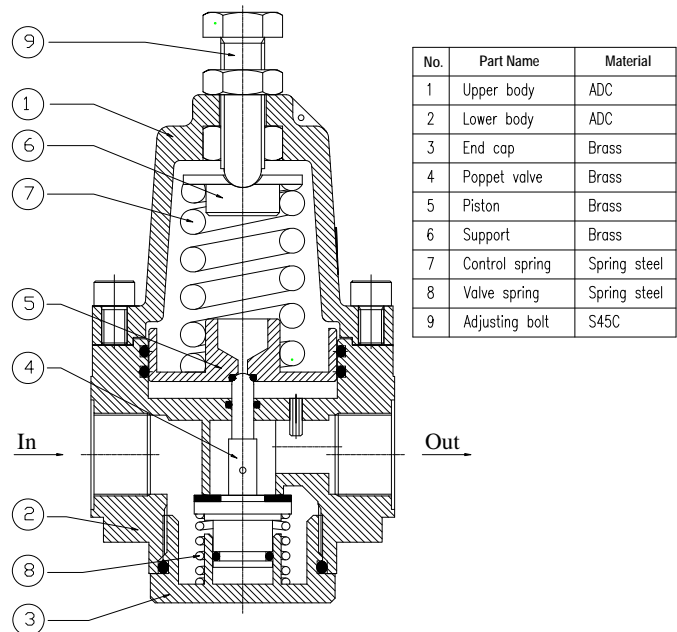 9
1
6
7
5
4
In
Out
2
8
3
No. Part Name Material
1 Upper body ADC
2 Lower body ADC
3 End cap Brass
4 Poppet valve Brass
5 Piston Brass
6 Support Brass
7 Control spring Spring steel
8 Valve spring Spring steel
9 Adjusting bolt S45C